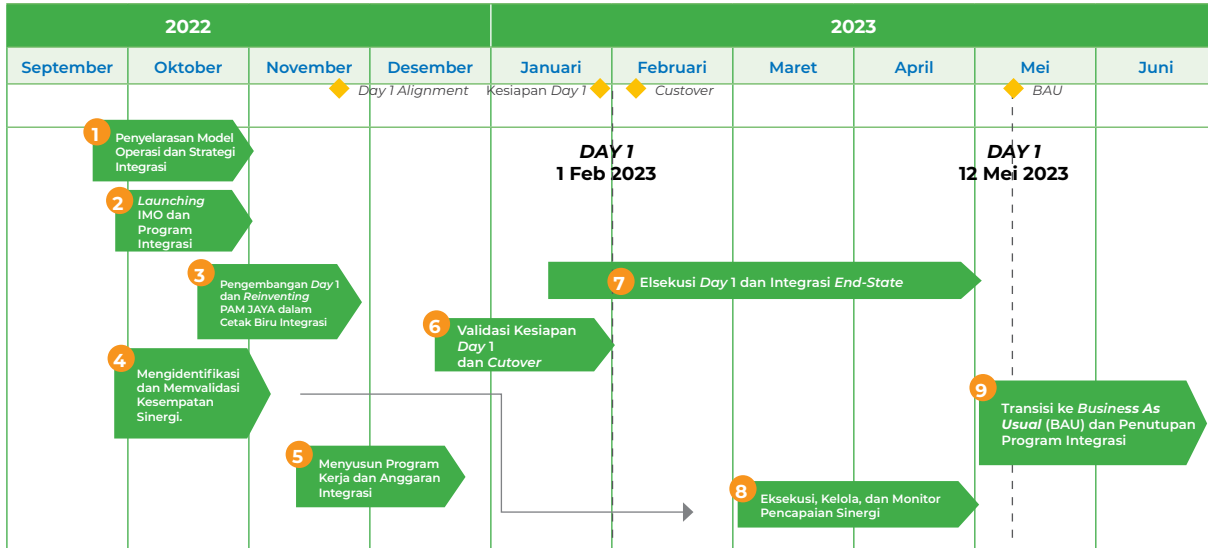 2022
2023
September
Oktober
November
Desember
Januari
Februari
Maret
April
Mei
Juni
Day 1 Alignment
Kesiapan Day 1
Custover
BAU
DAY 1
1 Feb 2023
DAY 1
12 Mei 2023
1
Penyelarasan Model
Operasi dan Strategi
Integrasi
2
Launching
IMO dan
Program
Integrasi
3
Pengembangan Day 1
dan Reinventing
PAM JAYA dalam
Cetak Biru Integrasi
4
Mengidentifikasi
dan Memvalidasi
Kesempatan
Sinergi.
5
Menyusun Program
Kerja dan Anggaran
Integrasi
6
Validasi Kesiapan
Day 1
dan Cutover
7
Elsekusi Day 1 dan Integrasi End-State
8
Eksekusi, Kelola, dan Monitor
Pencapaian Sinergi
9
Transisi ke Business As
Usual (BAU) dan Penutupan
Program Integrasi